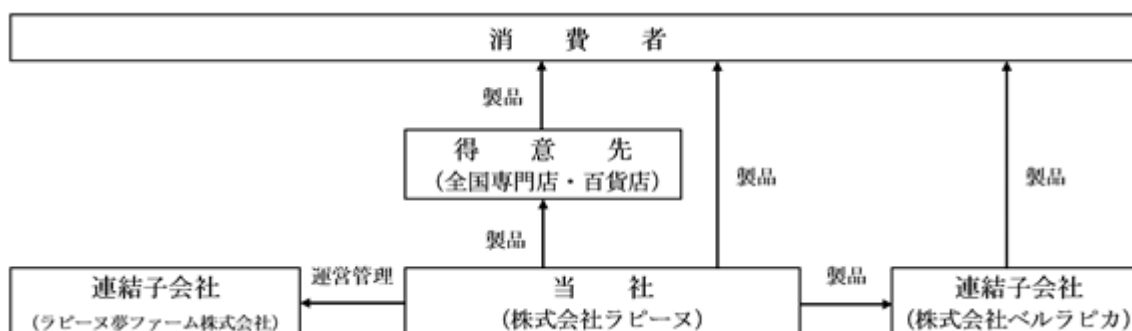 消費者
製品
得意先
(全国専門店・百貨店)
製品
製品
製品
連結子会社
(ラピーヌ夢ファーム株式会社)
運営管理
当社
(株式会社ラピーヌ)
製品
連結子会社
(株式会社ベルラピカ)